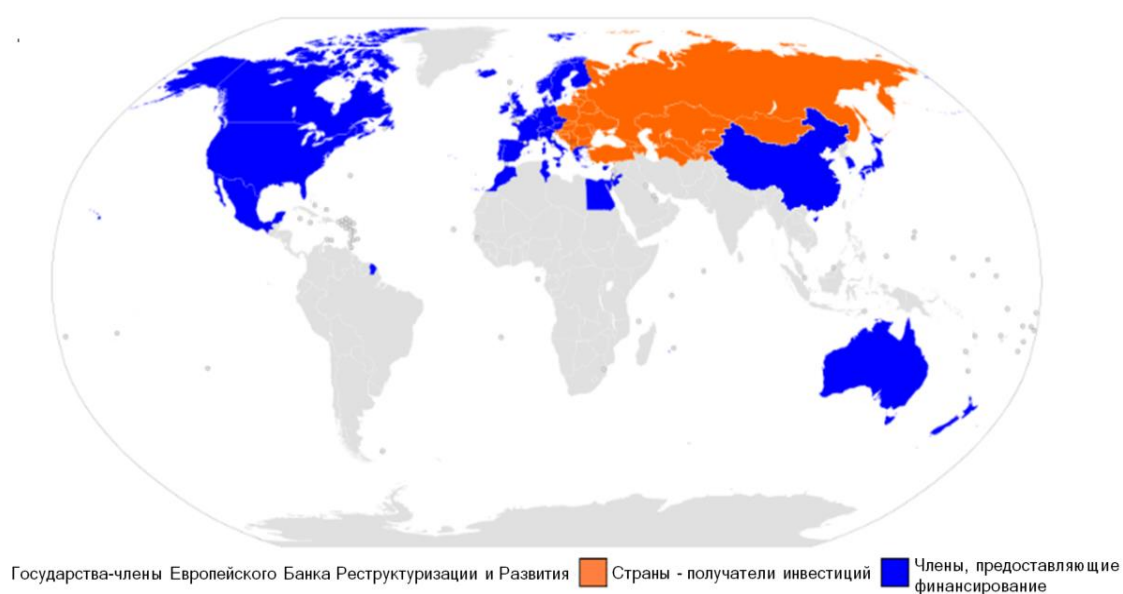 Государства-члены Европейского Банка Реструктуризации и Развития
Страны - получатели инвестиций
Члены, предоставляющие
финансирование